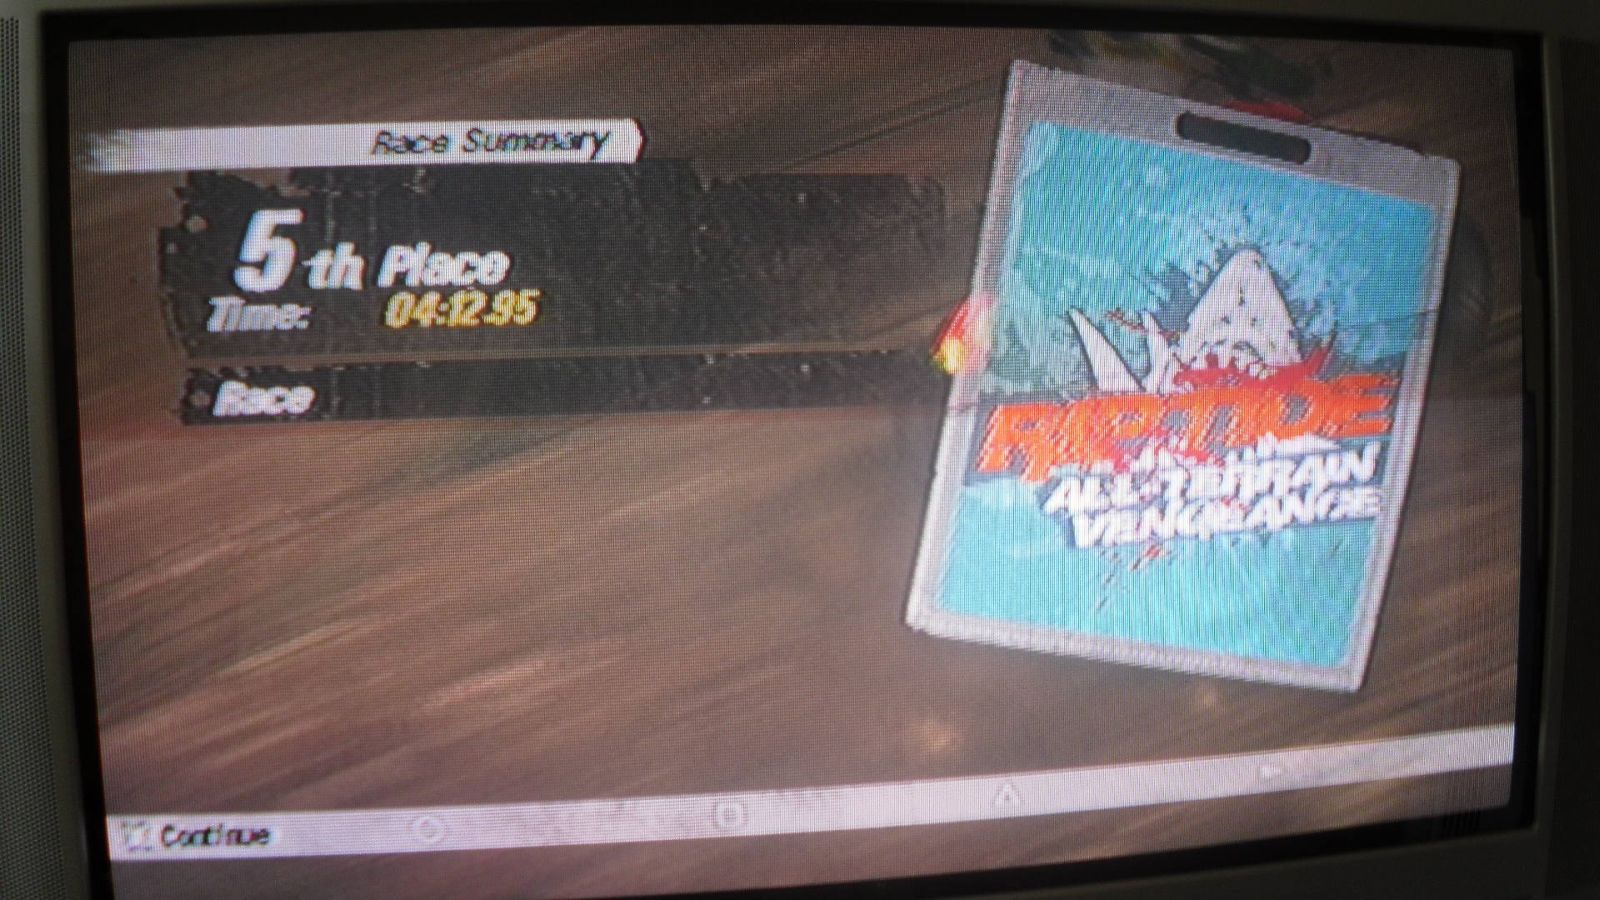 Race Summary
5th Place
Time: 04:12.95
Race
RIPTIDE
ALL-TERRAIN
VENGEANCE
Continue